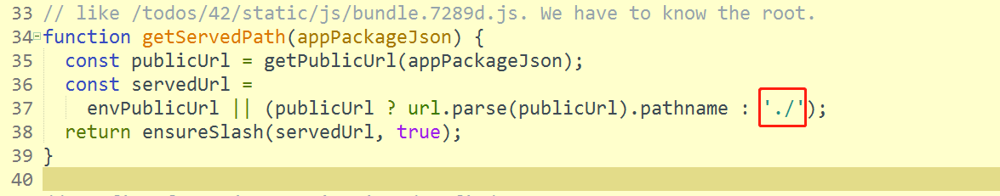 33 // like /todos/42/static/js/bundle.7289d.js. We have to know the root.
34 function getServedPath(appPackageJson) {
35   const publicUrl = getPublicUrl(appPackageJson);
36   const servedUrl =
37     envPublicUrl || (publicUrl ? url.parse(publicUrl).pathname : './');
38   return ensureSlash(servedUrl, true);
39 }
40